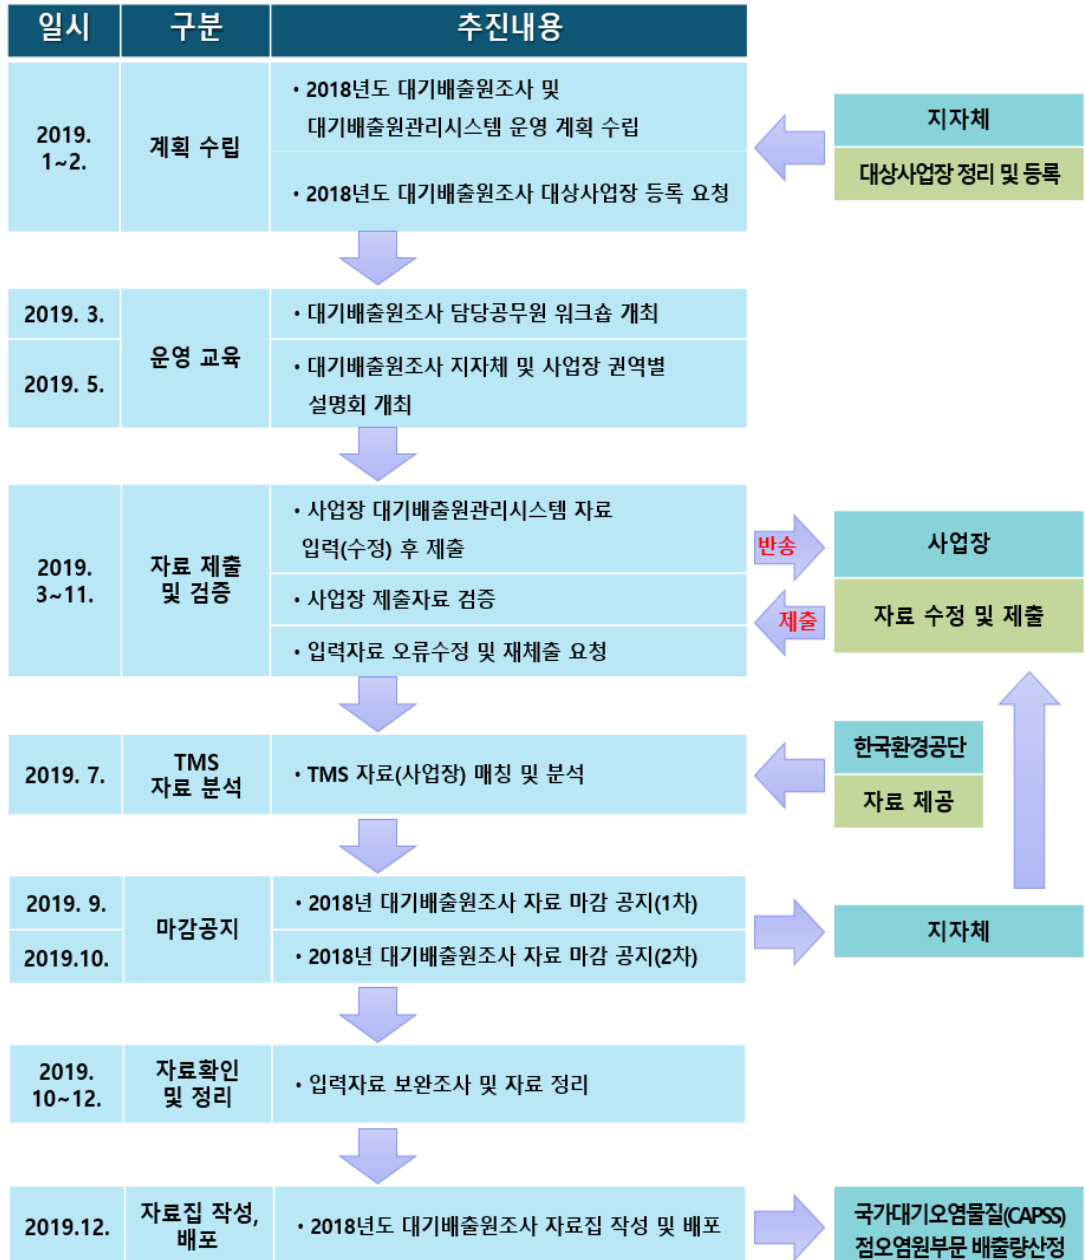 일시 구분 추진내용
2019.
1~2.
계획 수립
• 2018년도 대기배출원조사 및
대기배출원관리시스템 운영 계획 수립
• 2018년도 대기배출원조사 대상사업장 등록 요청
지자체
대상사업장 정리 및 등록
2019. 3.
2019. 5.
운영 교육
• 대기배출원조사 담당공무원 워크숍 개최
• 대기배출원조사 지자체 및 사업장 권역별
설명회 개최
2019.
3~11.
자료 제출
및 검증
• 사업장 대기배출원관리시스템 자료
입력(수정) 후 제출
• 사업장 제출자료 검증
• 입력자료 오류수정 및 재체출 요청
반송
제출
사업장
자료 수정 및 제출
2019. 7.
TMS
자료 분석
• TMS 자료(사업장) 매칭 및 분석
한국환경공단
자료 제공
2019. 9.
2019.10.
마감공지
• 2018년 대기배출원조사 자료 마감 공지(1차)
• 2018년 대기배출원조사 자료 마감 공지(2차)
지자체
2019.
10~12.
자료확인
및 정리
• 입력자료 보완조사 및 자료 정리
2019.12.
자료집 작성,
배포
• 2018년도 대기배출원조사 자료집 작성 및 배포
국가대기오염물질(CAPSS)
점오염원부문 배출량산정